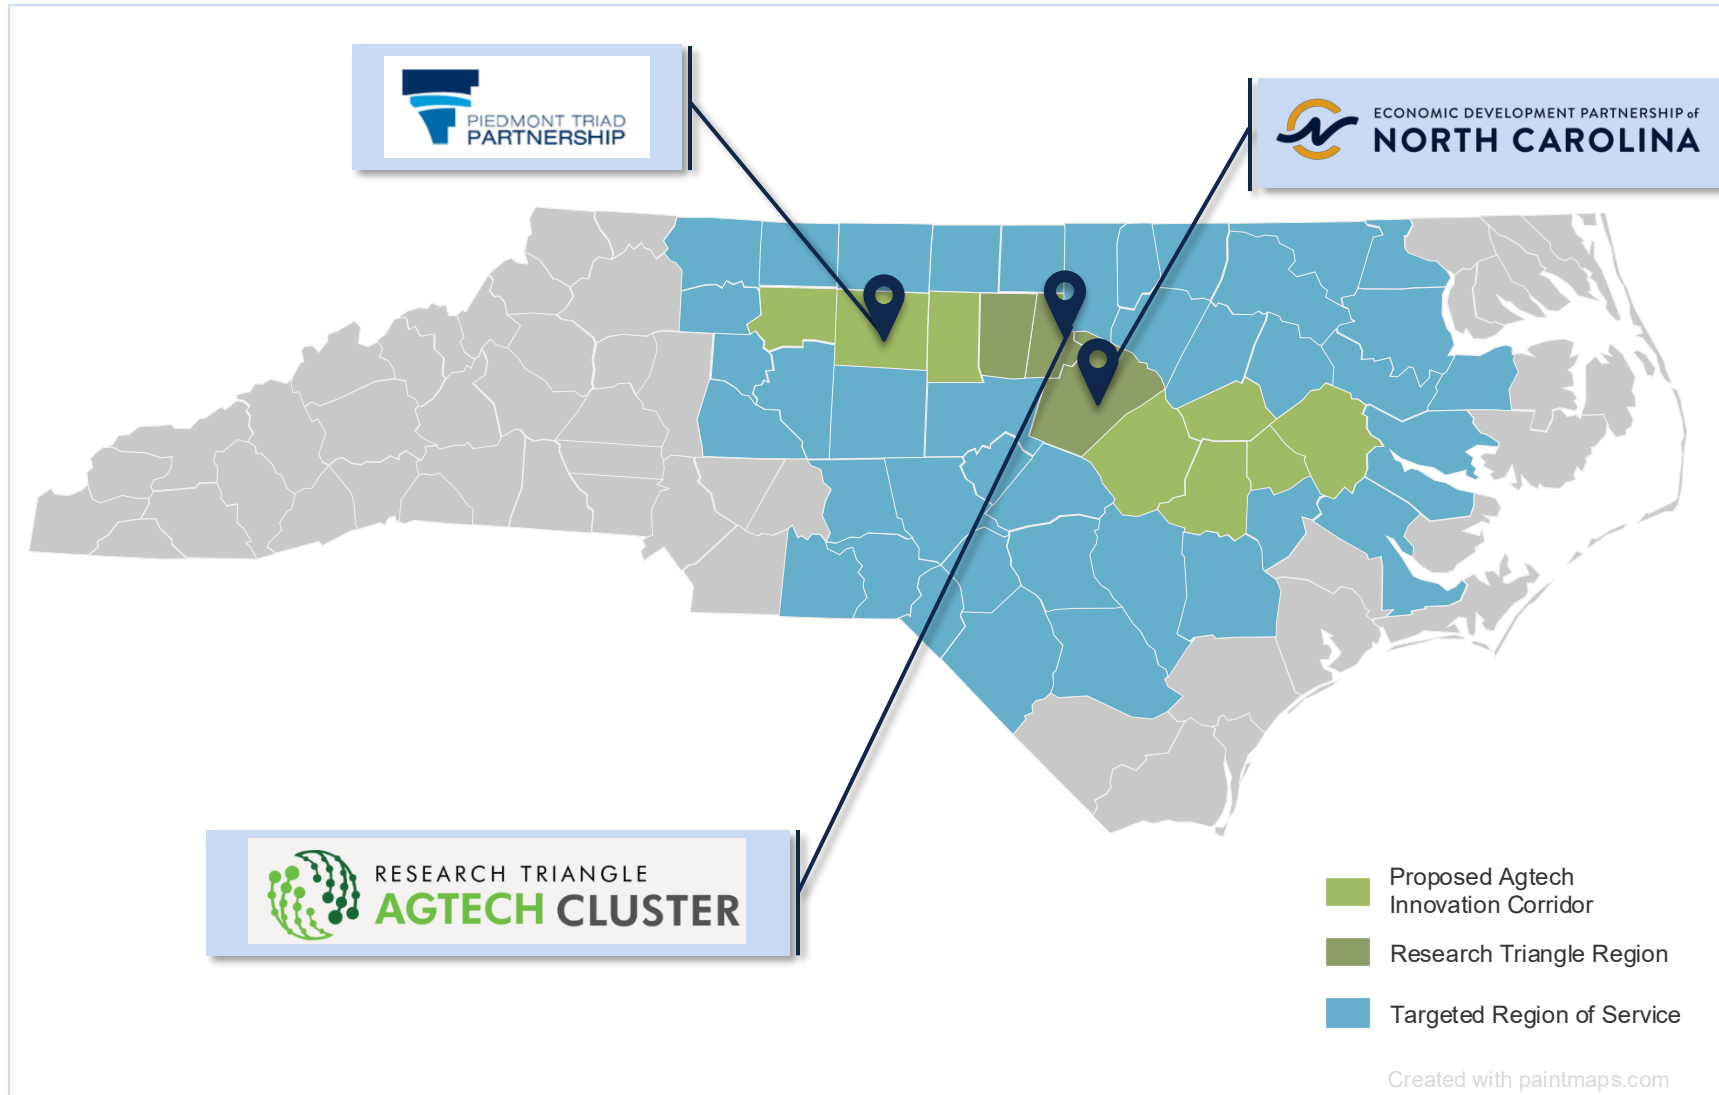 PIEDMONT TRIAD
PARTNERSHIP
ECONOMIC DEVELOPMENT PARTNERSHIP of
NORTH CAROLINA
RESEARCH TRIANGLE
AGTECH CLUSTER
Proposed Agtech
Innovation Corridor
Research Triangle Region
Targeted Region of Service
Created with paintmaps.com